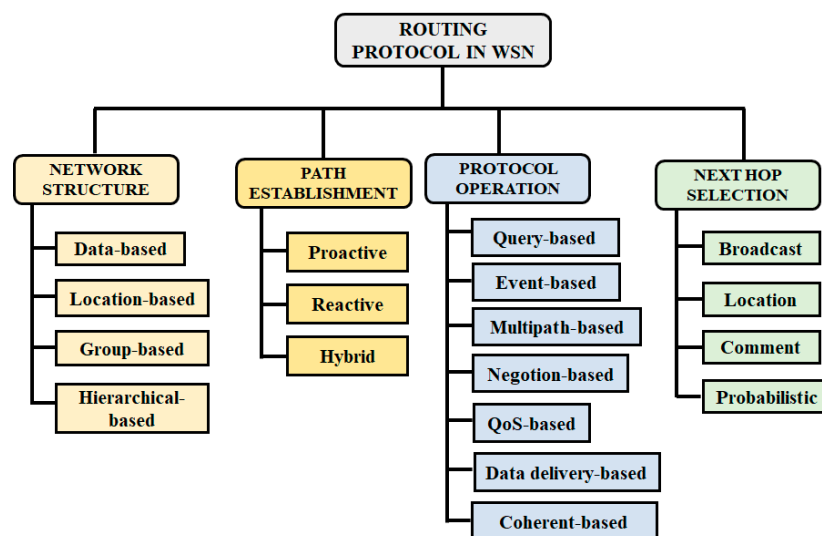 ROUTING
PROTOCOL IN WSN
NETWORK
STRUCTURE
Data-based
Location-based
Group-based
Hierarchical-
based
PATH
ESTABLISHMENT
Proactive
Reactive
Hybrid
PROTOCOL
OPERATION
Query-based
Event-based
Multipath-based
Negotion-based
QoS-based
Data delivery-based
Coherent-based
NEXT HOP
SELECTION
Broadcast
Location
Comment
Probabilistic